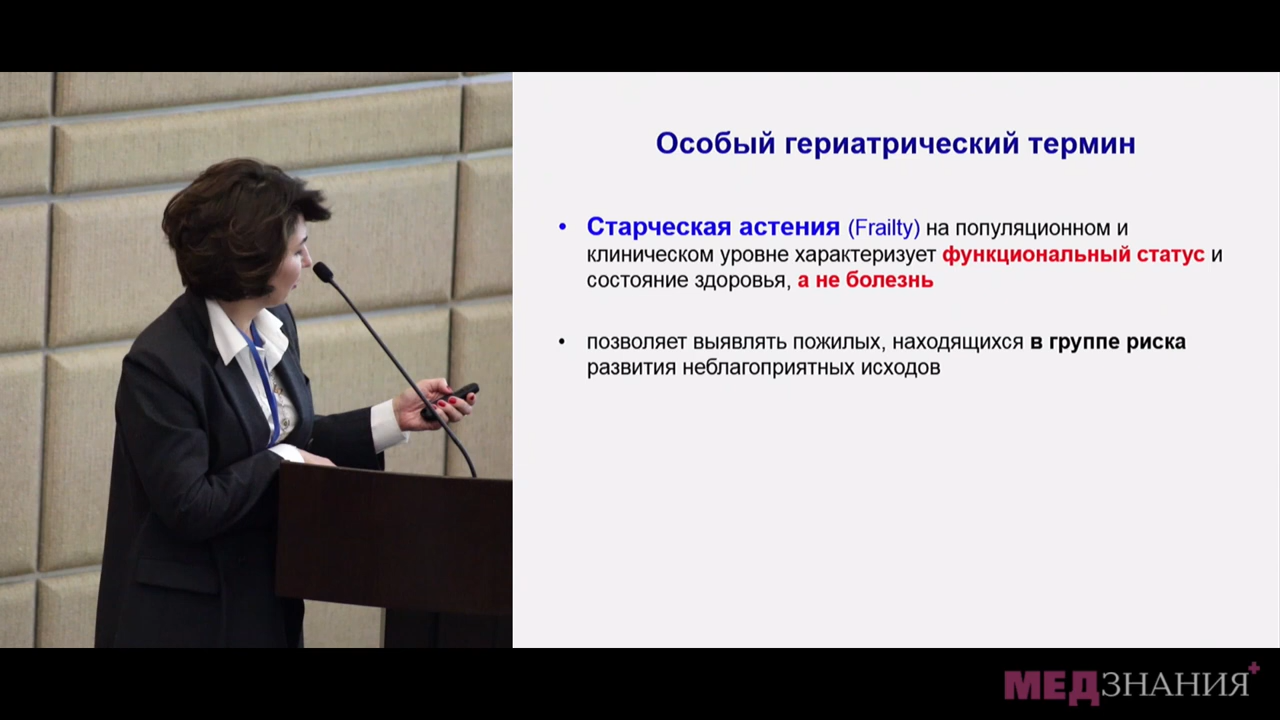 Особый гериатрический термин
• Старческая астения (Frailty) на популяционном и
клиническом уровне характеризует функциональный статус и
состояние здоровья, а не болезнь
• позволяет выявлять пожилых, находящихся в группе риска
развития неблагоприятных исходов
МЕДЗНАНИЯ+